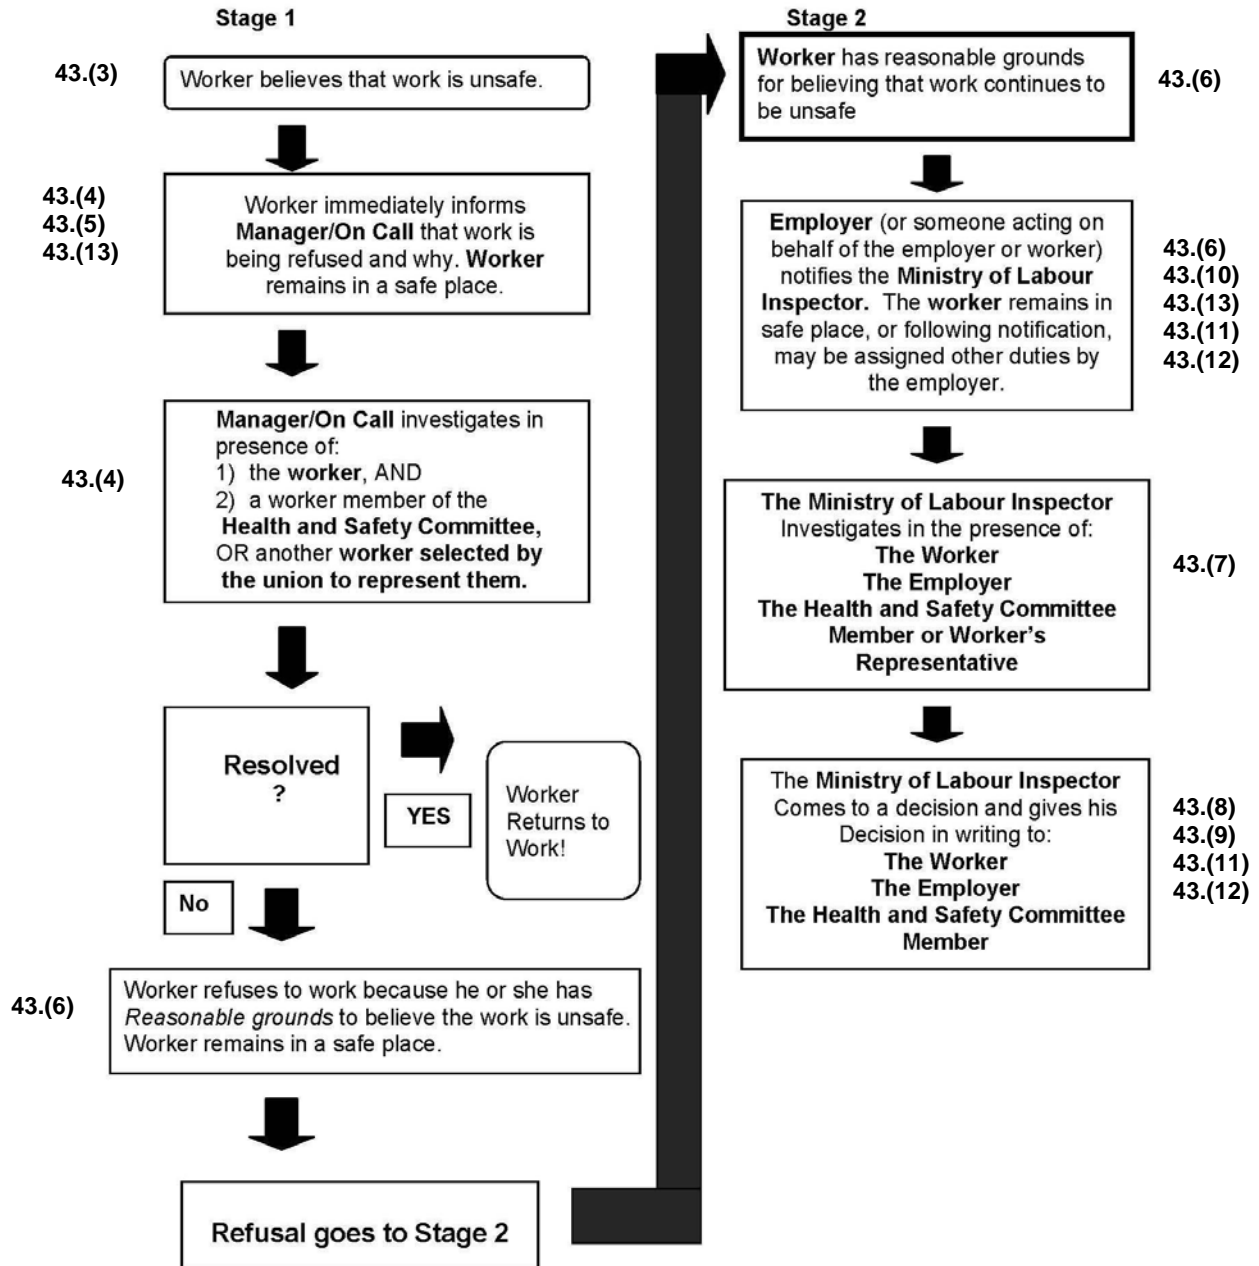 Stage 1
43.(3)
Worker believes that work is unsafe.
43.(4)
43.(5)
43.(13)
Worker immediately informs
Manager/On Call that work is
being refused and why. Worker
remains in a safe place.
43.(4)
Manager/On Call investigates in
presence of:
1) the worker, AND
2) a worker member of the
Health and Safety Committee,
OR another worker selected by
the union to represent them.
Resolved
?
YES
Worker
Returns to
Work!
No
43.(6)
Worker refuses to work because he or she has
Reasonable grounds to believe the work is unsafe.
Worker remains in a safe place.
Refusal goes to Stage 2
Stage 2
Worker has reasonable grounds
for believing that work continues to
be unsafe
43.(6)
Employer (or someone acting on
behalf of the employer or worker)
notifies the Ministry of Labour
Inspector. The worker remains in
safe place, or following notification,
may be assigned other duties by
the employer.
43.(6)
43.(10)
43.(13)
43.(11)
43.(12)
The Ministry of Labour Inspector
Investigates in the presence of:
The Worker
The Employer
The Health and Safety Committee
Member or Worker's
Representative
43.(7)
The Ministry of Labour Inspector
Comes to a decision and gives his
Decision in writing to:
The Worker
The Employer
The Health and Safety Committee
Member
43.(8)
43.(9)
43.(11)
43.(12)